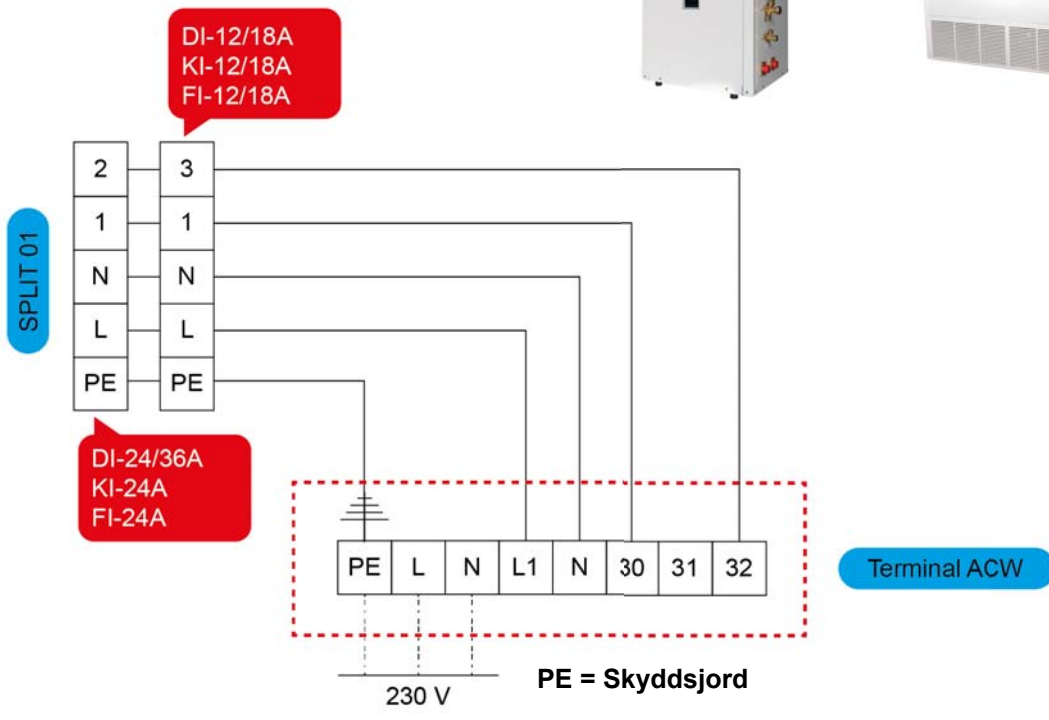 DI-12/18A
KI-12/18A
FI-12/18A
SPLIT 01
2 3
1 1
N N
L L
PE PE
DI-24/36A
KI-24A
FI-24A
PE L N L1 N 30 31 32
Terminal ACW
230 V
PE = Skyddsjord